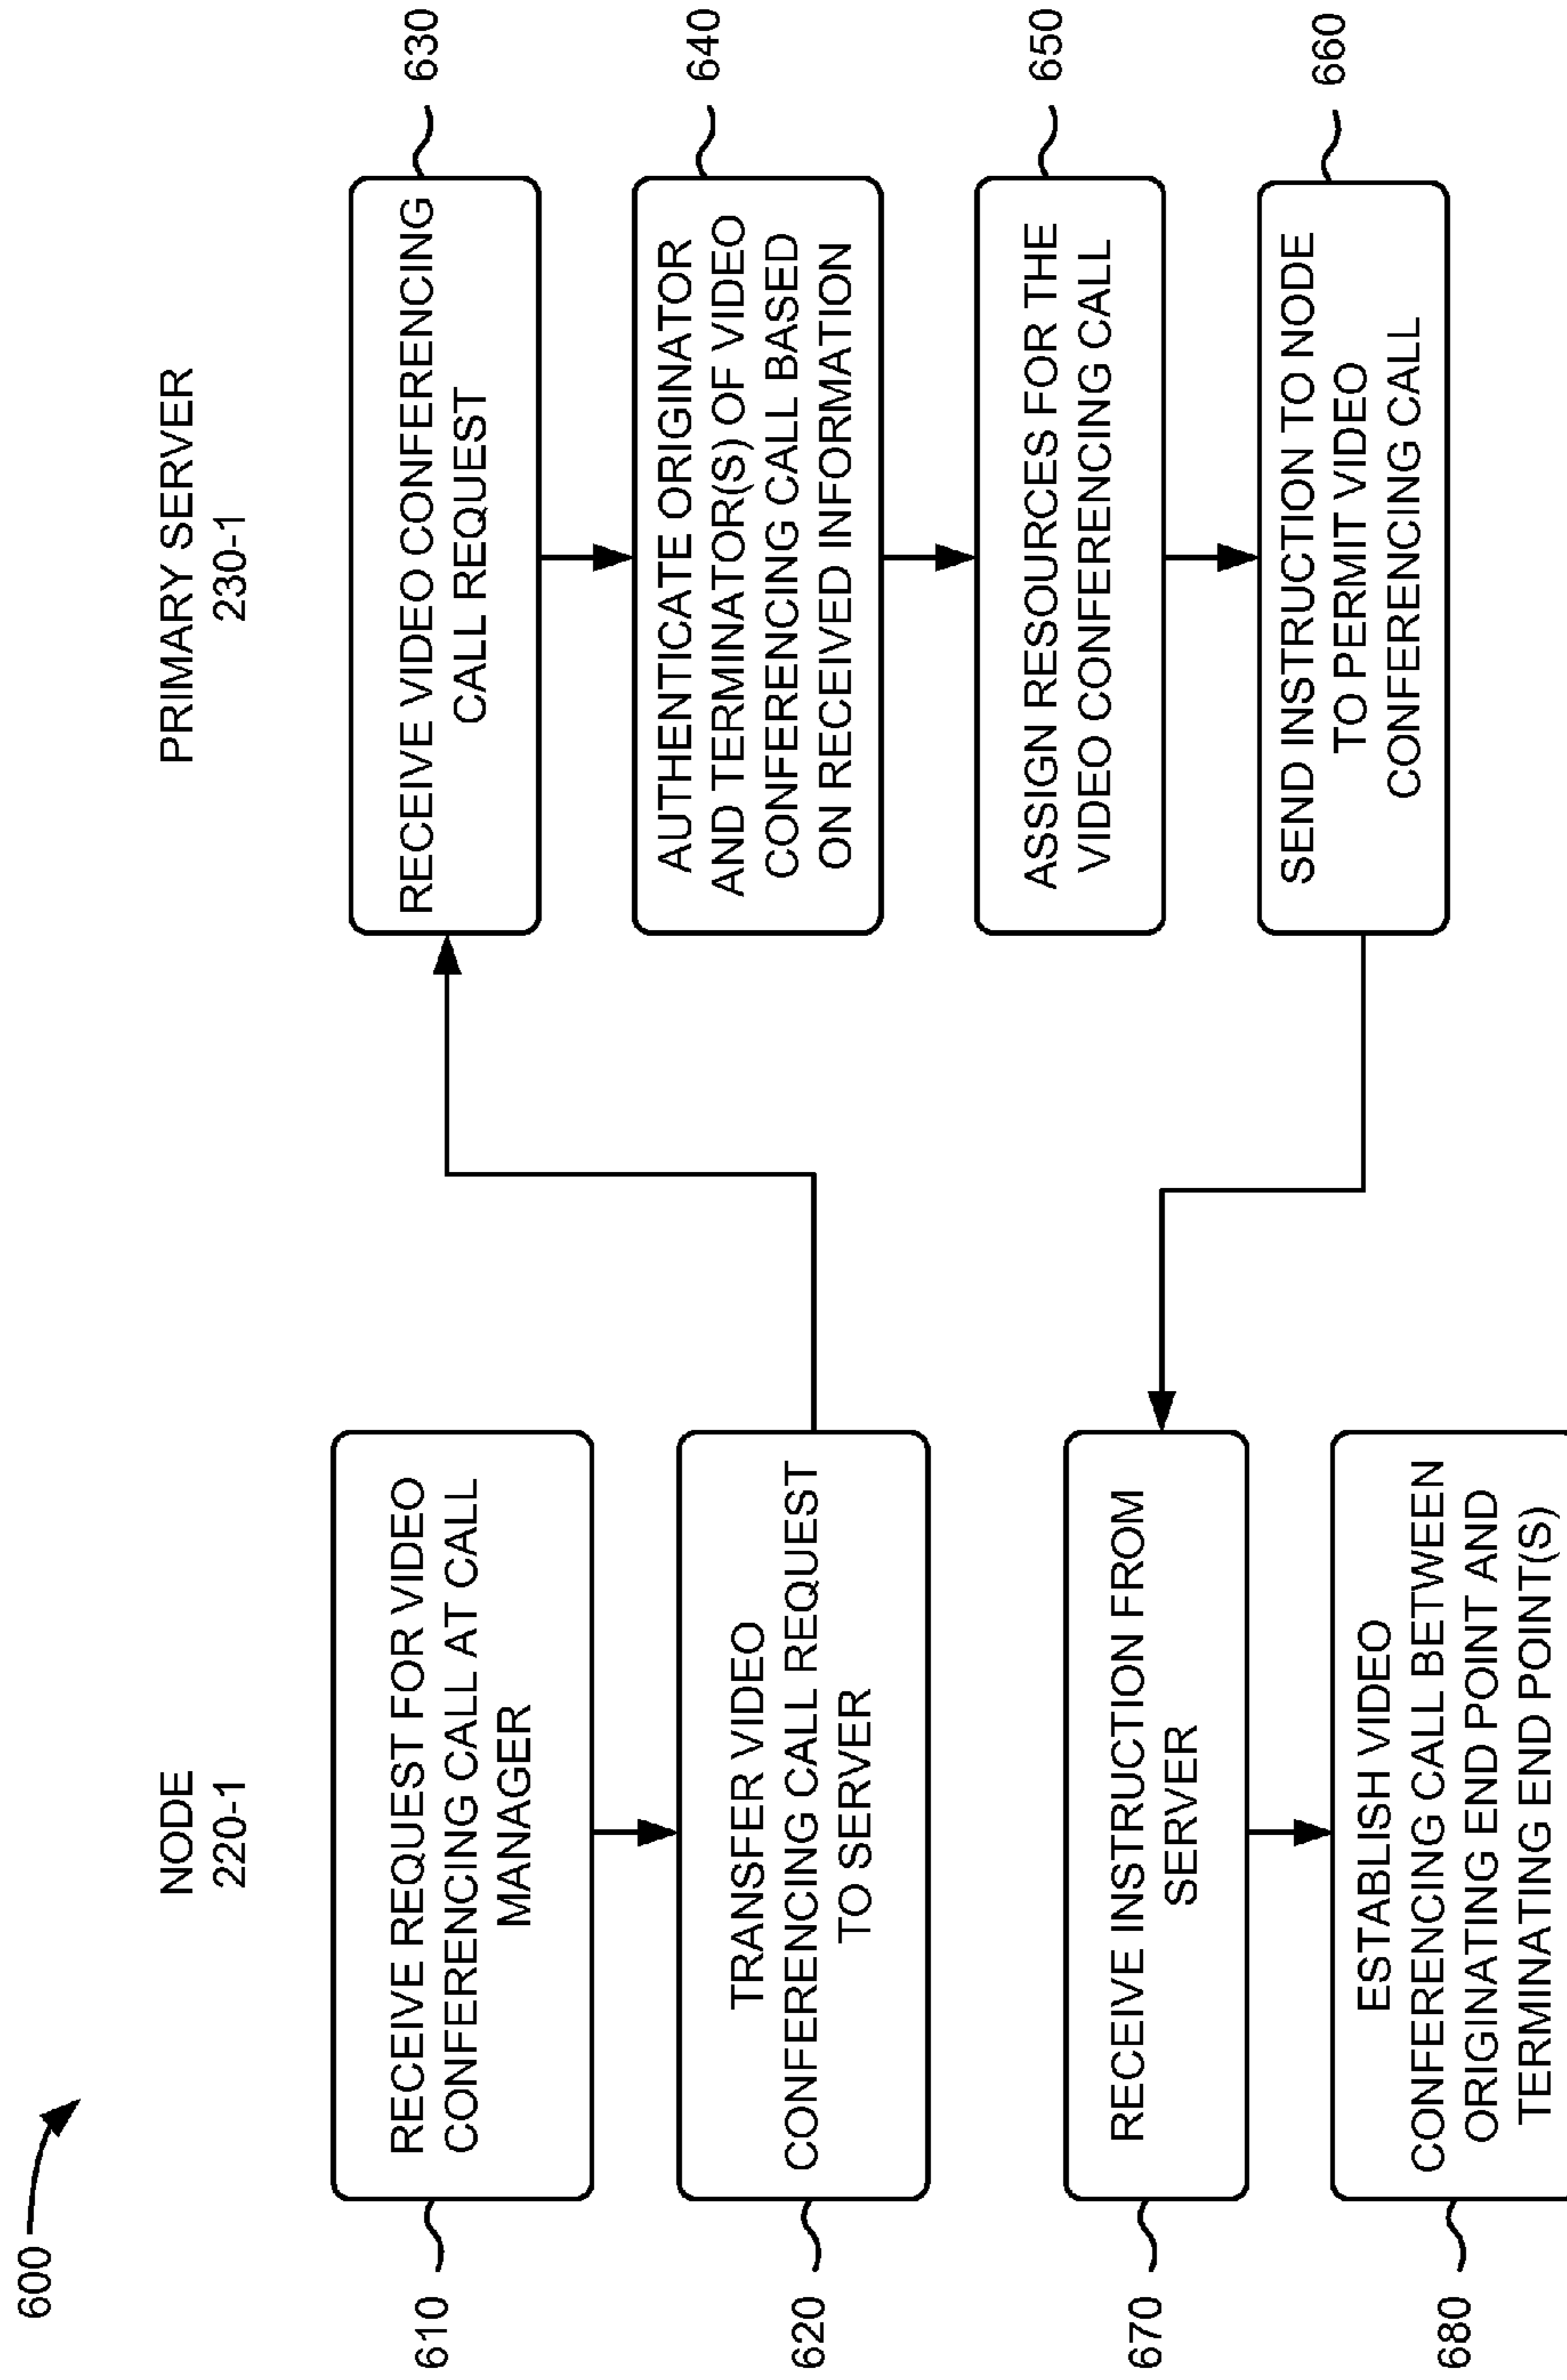 600
NODE
220-1
610
RECEIVE REQUEST FOR VIDEO
CONFERENCING CALL AT CALL
MANAGER
620
TRANSFER VIDEO
CONFERENCING CALL REQUEST
TO SERVER
670
RECEIVE INSTRUCTION FROM
SERVER
680
ESTABLISH VIDEO
CONFERENCING CALL BETWEEN
ORIGINATING END POINT AND
TERMINATING END POINT(S)
PRIMARY SERVER
230-1
630
RECEIVE VIDEO CONFERENCING
CALL REQUEST
640
AUTHENTICATE ORIGINATOR
AND TERMINATOR(S) OF VIDEO
CONFERENCING CALL BASED
ON RECEIVED INFORMATION
650
ASSIGN RESOURCES FOR THE
VIDEO CONFERENCING CALL
660
SEND INSTRUCTION TO NODE
TO PERMIT VIDEO
CONFERENCING CALL